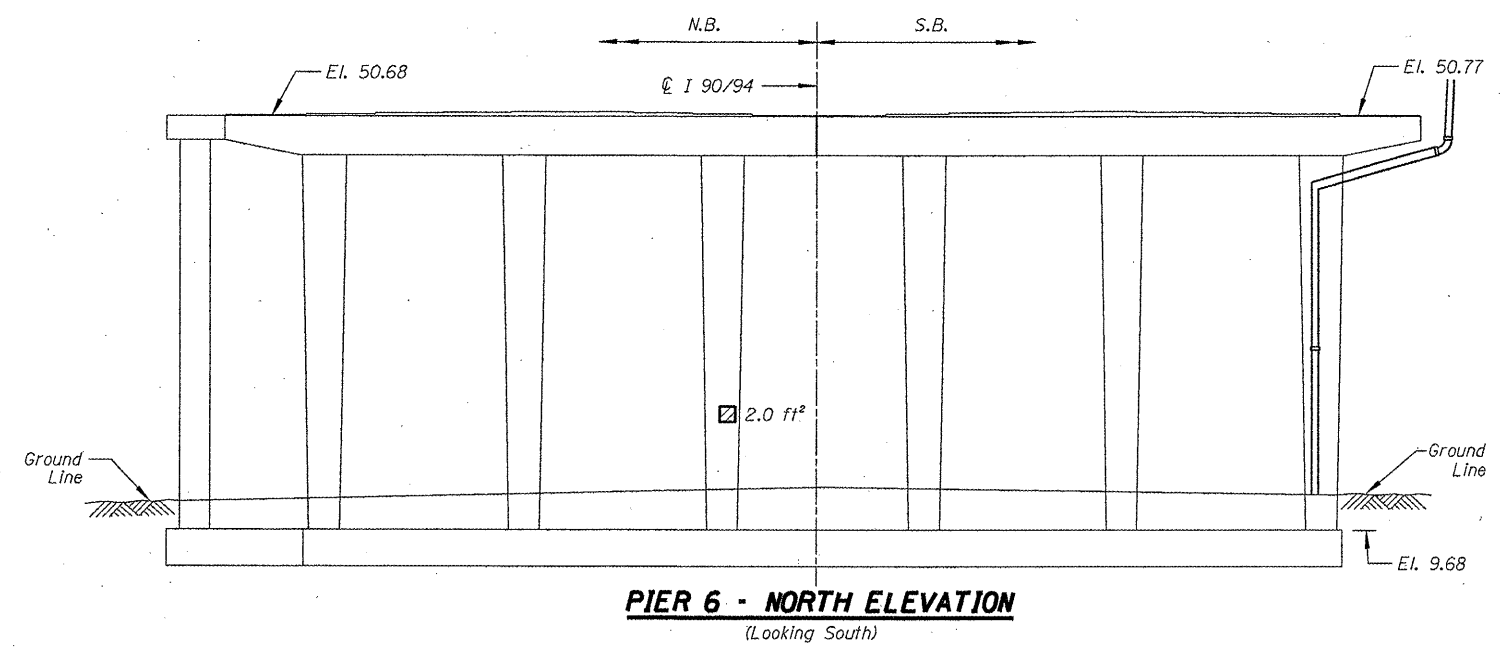 N.B.
S.B.
El. 50.68
℄ I 90/94
El. 50.77
2.0 ft²
Ground
Line
Ground
Line
El. 9.68
PIER 6 - NORTH ELEVATION
(Looking South)